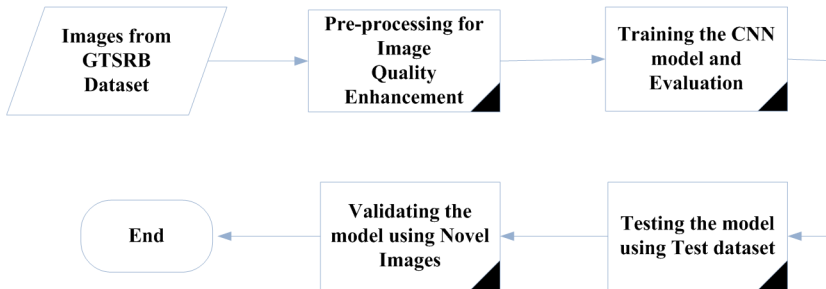 Images from
GTSRB
Dataset
Pre-processing for
Image
Quality
Enhancement
Training the CNN
model and
Evaluation
Testing the model
using Test dataset
Validating the
model using Novel
Images
End